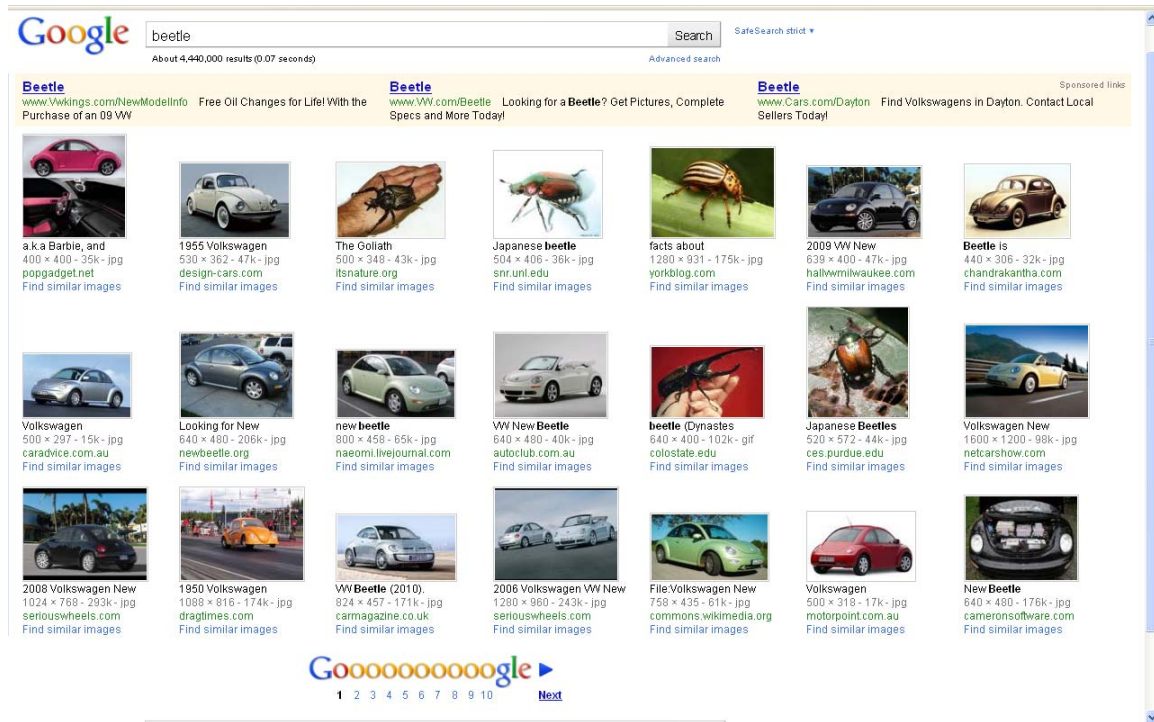 Google
beetle
Search
SafeSearch strict ▼
About 4,440,000 results (0.07 seconds)
Advanced search
Beetle
www.Vwkings.com/NewModelInfo Free Oil Changes for Life! With the
Purchase of an 09 VW
Beetle
www.VW.com/Beetle Looking for a Beetle? Get Pictures, Complete
Specs and More Today!
Beetle
www.Cars.com/Dayton Find Volkswagens in Dayton. Contact Local
Sellers Today!
Sponsored links
a.k.a Barbie, and
400 × 400 - 35k - jpg
popgadget.net
Find similar images
1955 Volkswagen
530 × 362 - 47k - jpg
design-cars.com
Find similar images
The Goliath
500 × 348 - 43k - jpg
itsnature.org
Find similar images
Japanese beetle
504 × 406 - 36k - jpg
snr.unl.edu
Find similar images
facts about
1280 × 931 - 175k - jpg
yorkblog.com
Find similar images
2009 VW New
639 × 400 - 47k - jpg
hallvwmilwaukee.com
Find similar images
Beetle is
440 × 306 - 32k - jpg
chandrakantha.com
Find similar images
Volkswagen
500 × 297 - 15k - jpg
caradvice.com.au
Find similar images
Looking for New
640 × 480 - 206k - jpg
newbeetle.org
Find similar images
new beetle
800 × 458 - 65k - jpg
naeomi.livejournal.com
Find similar images
VW New Beetle
640 × 480 - 40k - jpg
autoclub.com.au
Find similar images
beetle (Dynastes
640 × 400 - 102k - gif
colostate.edu
Find similar images
Japanese Beetles
520 × 572 - 44k - jpg
ces.purdue.edu
Find similar images
Volkswagen New
1600 × 1200 - 98k - jpg
netcarshow.com
Find similar images
2008 Volkswagen New
1024 × 768 - 293k - jpg
seriouswheels.com
Find similar images
1950 Volkswagen
1088 × 816 - 174k - jpg
dragtimes.com
Find similar images
VW Beetle (2010).
824 × 457 - 171k - jpg
carmagazine.co.uk
Find similar images
2006 Volkswagen VW New
1280 × 960 - 243k - jpg
seriouswheels.com
Find similar images
File:Volkswagen New
758 × 435 - 61k - jpg
commons.wikimedia.org
Find similar images
Volkswagen
500 × 318 - 17k - jpg
motorpoint.com.au
Find similar images
New Beetle
640 × 480 - 176k - jpg
cameronsoftware.com
Find similar images
Goooooooooogle
1 2 3 4 5 6 7 8 9 10 Next